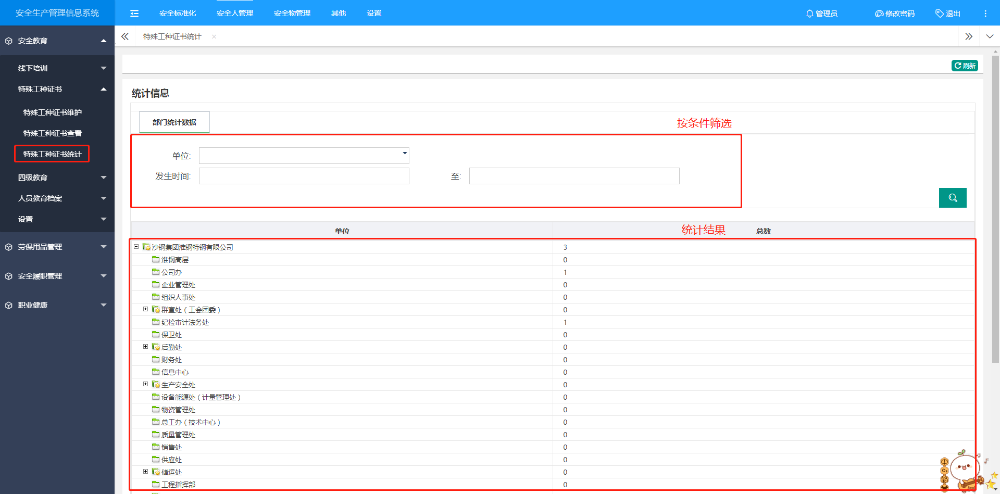 安全生产管理信息系统
安全标准化
安全人管理
安全物管理
其他
设置
管理员
修改密码
退出
安全教育
线下培训
特殊工种证书
特殊工种证书维护
特殊工种证书查看
特殊工种证书统计
四级教育
人员教育档案
设置
劳保用品管理
安全履职管理
职业健康
特殊工种证书统计
刷新
统计信息
部门统计数据
按条件筛选
单位:
发生时间:
至:
单位
统计结果
总数
沙钢集团淮钢特钢有限公司 3
淮钢高层 0
公司办 1
企业管理处 0
组织人事处 0
群宣处（工会团委） 0
纪检审计法务处 1
保卫处 0
后勤处 0
财务处 0
信息中心 0
生产安全处 0
设备能源处（计量管理处） 0
物资管理处 0
总工办（技术中心） 0
质量管理处 0
销售处 0
供应处 0
储运处 0
工程指挥部 0
中
简